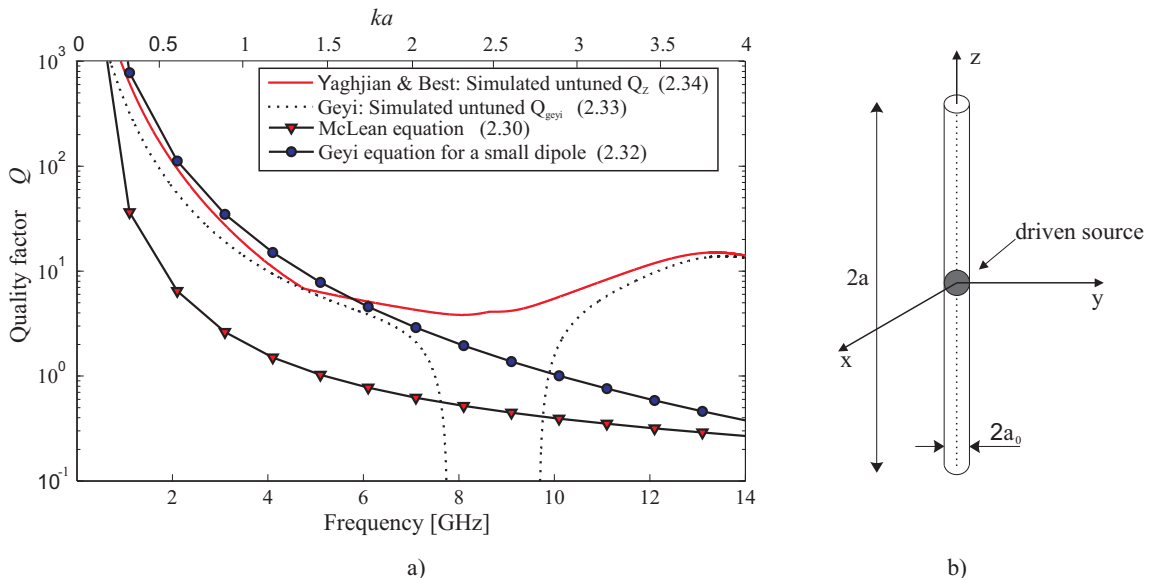 ka
0 0.5 1 1.5 2 2.5 3 3.5 4
10³
10²
10¹
10⁰
10⁻¹
Quality factor Q
Yaghjian & Best: Simulated untuned Q_Z (2.34)
Geyi: Simulated untuned Q_geyi (2.33)
McLean equation (2.30)
Geyi equation for a small dipole (2.32)
2 4 6 8 10 12 14
Frequency [GHz]
a)
z
driven source
2a
y
x
2a₀
b)